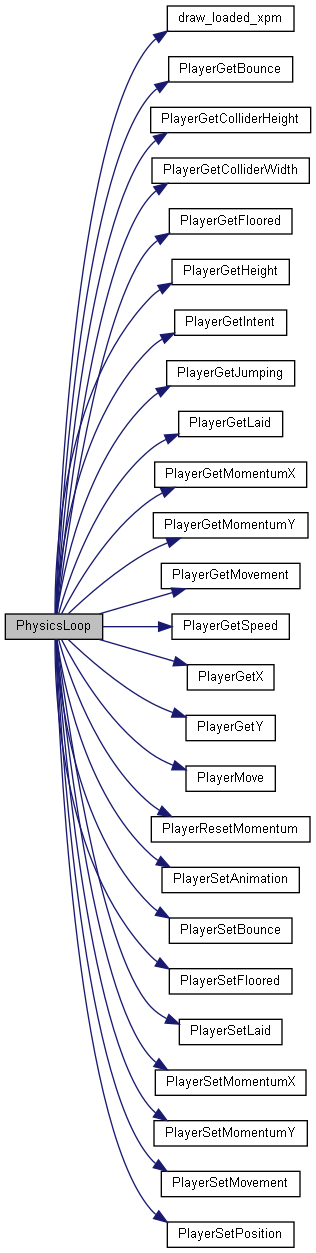 draw_loaded_xpm
PlayerGetBounce
PlayerGetColliderHeight
PlayerGetColliderWidth
PlayerGetFloored
PlayerGetHeight
PlayerGetIntent
PlayerGetJumping
PlayerGetLaid
PlayerGetMomentumX
PlayerGetMomentumY
PlayerGetMovement
PhysicsLoop
PlayerGetSpeed
PlayerGetX
PlayerGetY
PlayerMove
PlayerResetMomentum
PlayerSetAnimation
PlayerSetBounce
PlayerSetFloored
PlayerSetLaid
PlayerSetMomentumX
PlayerSetMomentumY
PlayerSetMovement
PlayerSetPosition